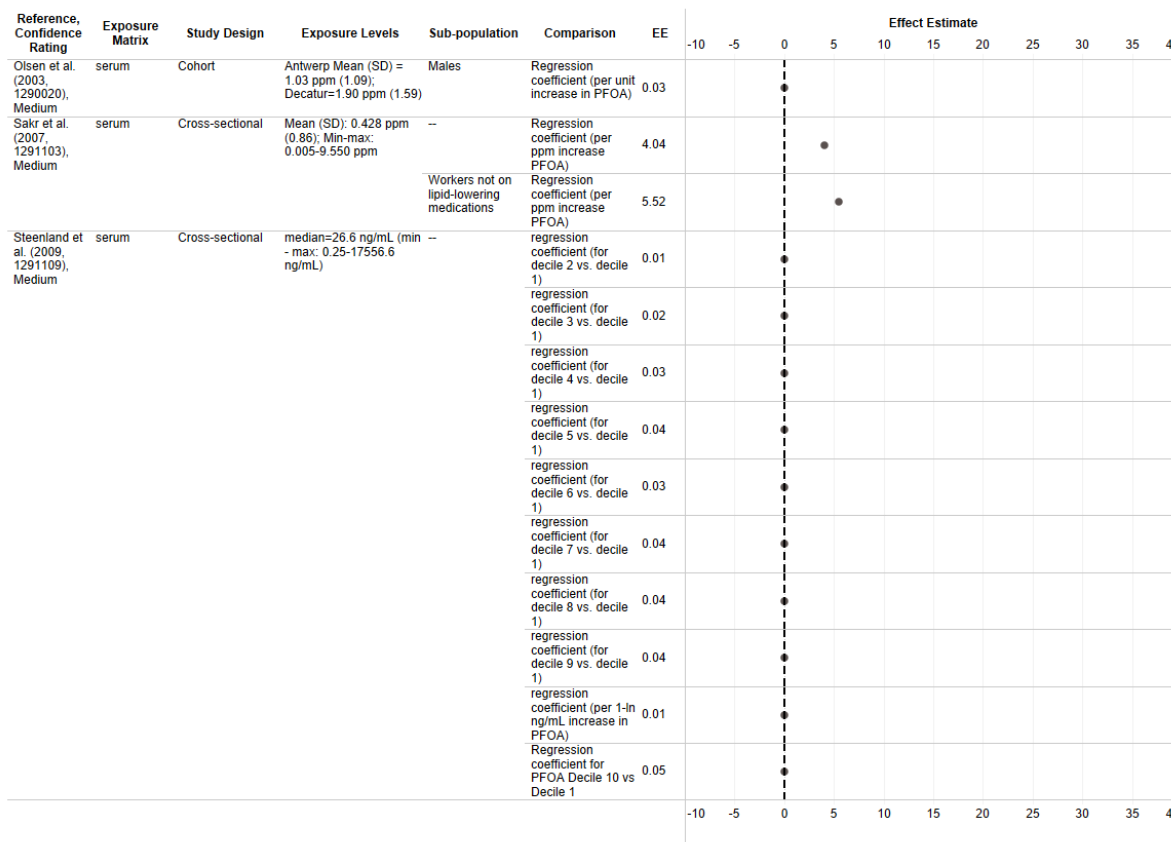 Reference, Confidence Rating
Exposure Matrix
Study Design
Exposure Levels
Sub-population
Comparison
EE
Effect Estimate
-10 -5 0 5 10 15 20 25 30 35 4
Olsen et al. (2003, 1290020), Medium
serum
Cohort
Antwerp Mean (SD) = 1.03 ppm (1.09); Decatur=1.90 ppm (1.59)
Males
Regression coefficient (per unit increase in PFOA)
0.03
Sakr et al. (2007, 1291103), Medium
serum
Cross-sectional
Mean (SD): 0.428 ppm (0.86); Min-max: 0.005-9.550 ppm
--
Regression coefficient (per ppm increase PFOA)
4.04
Workers not on lipid-lowering medications
Regression coefficient (per ppm increase PFOA)
5.52
Steenland et al. (2009, 1291109), Medium
serum
Cross-sectional
median=26.6 ng/mL (min - max: 0.25-17556.6 ng/mL)
--
regression coefficient (for decile 2 vs. decile 1)
0.01
regression coefficient (for decile 3 vs. decile 1)
0.02
regression coefficient (for decile 4 vs. decile 1)
0.03
regression coefficient (for decile 5 vs. decile 1)
0.04
regression coefficient (for decile 6 vs. decile 1)
0.03
regression coefficient (for decile 7 vs. decile 1)
0.04
regression coefficient (for decile 8 vs. decile 1)
0.04
regression coefficient (for decile 9 vs. decile 1)
0.04
regression coefficient (per 1-ln ng/mL increase in PFOA)
0.01
Regression coefficient for PFOA Decile 10 vs Decile 1
0.05
-10 -5 0 5 10 15 20 25 30 35 4